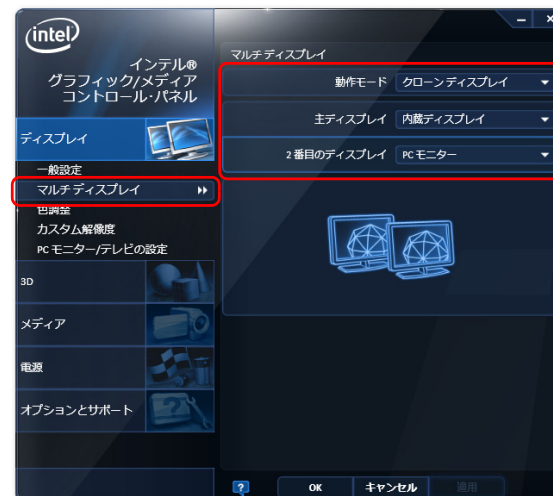 intel
インテル®
グラフィック/メディア
コントロール・パネル
ディスプレイ
一般設定
マルチディスプレイ
色調整
カスタム解像度
PC モニター/テレビの設定
3D
メディア
電源
オプションとサポート
マルチディスプレイ
動作モード クローンディスプレイ
主ディスプレイ 内蔵ディスプレイ
2 番目のディスプレイ PC モニター
? OK キャンセル 適用